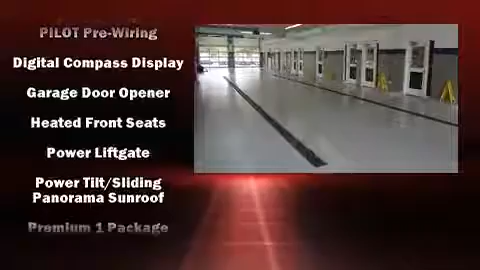 PILOT Pre-Wiring
Digital Compass Display
Garage Door Opener
Heated Front Seats
Power Liftgate
Power Tilt/Sliding
Panorama Sunroof
Premium 1 Package